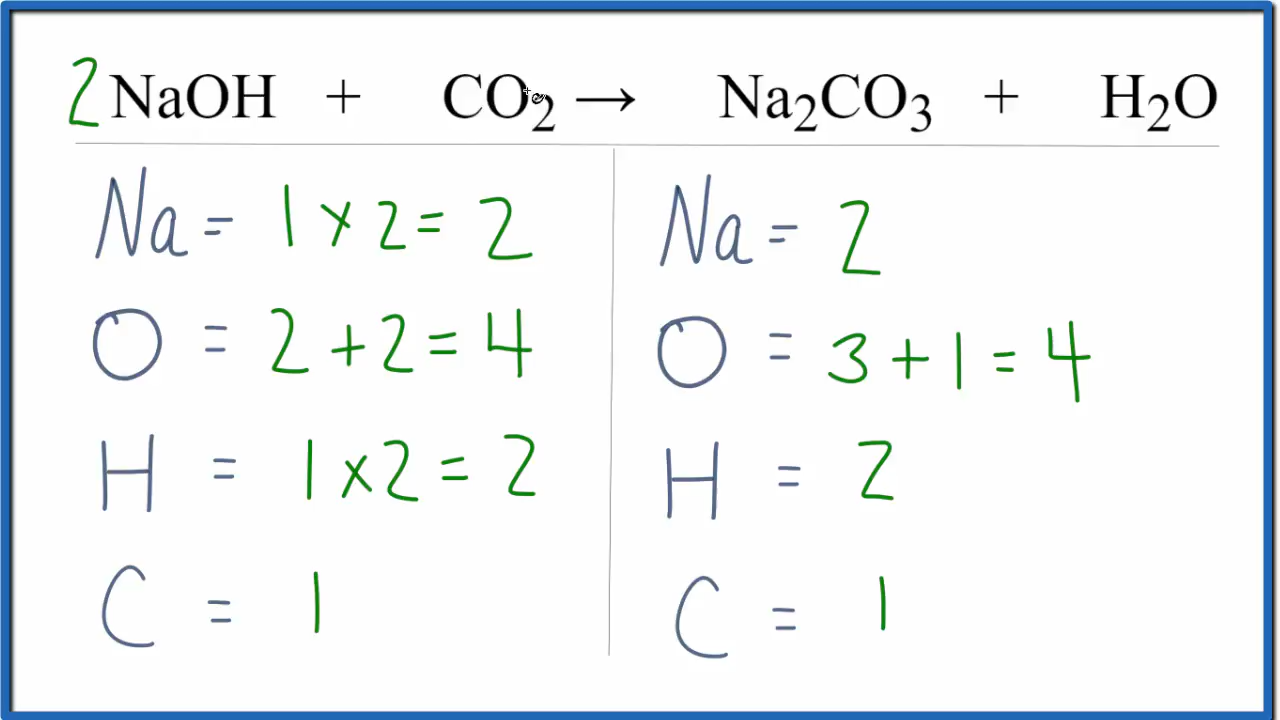 2NaOH + CO₂ → Na₂CO₃ + H₂O
Na = 1 × 2 = 2
Na = 2
O = 2 + 2 = 4
O = 3 + 1 = 4
H = 1 × 2 = 2
H = 2
C = 1
C = 1